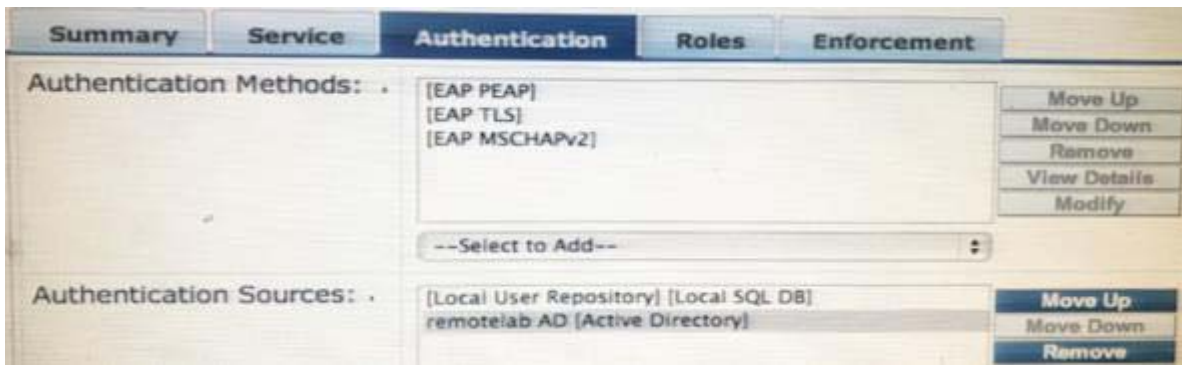 Summary Service Authentication Roles Enforcement
Authentication Methods:
[EAP PEAP]
[EAP TLS]
[EAP MSCHAPv2]
Move Up
Move Down
Remove
View Details
Modify
--Select to Add--
Authentication Sources:
[Local User Repository] [Local SQL DB]
remotelab AD [Active Directory]
Move Up
Move Down
Remove